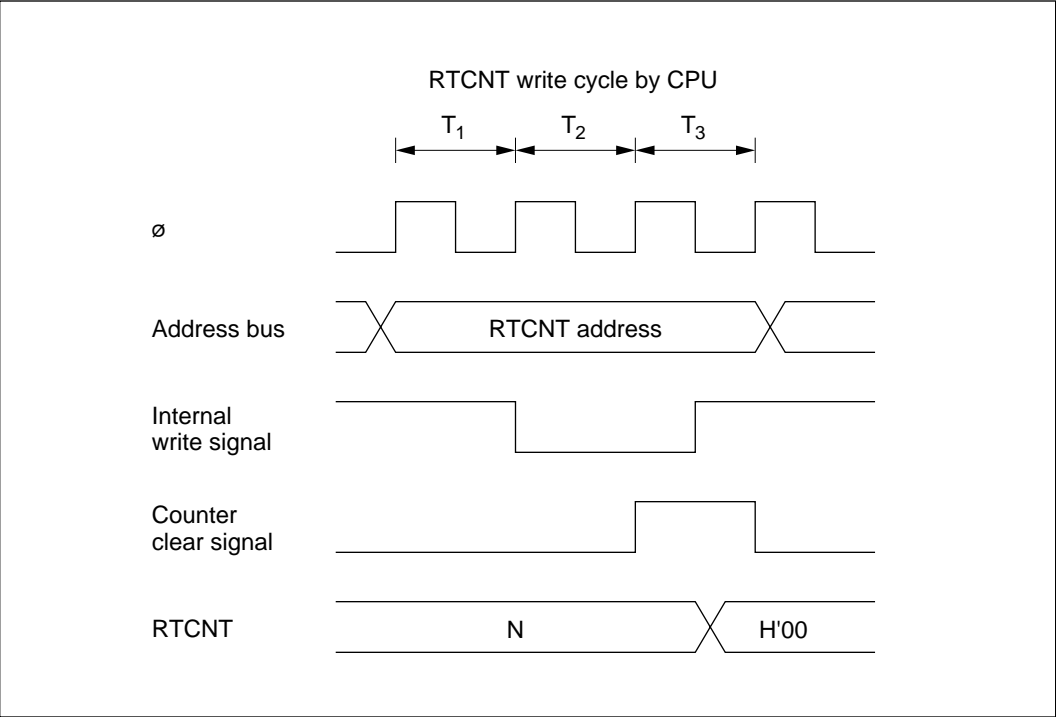 RTCNT write cycle by CPU
T₁ T₂ T₃
ø
Address bus RTCNT address
Internal
write signal
Counter
clear signal
RTCNT N H'00